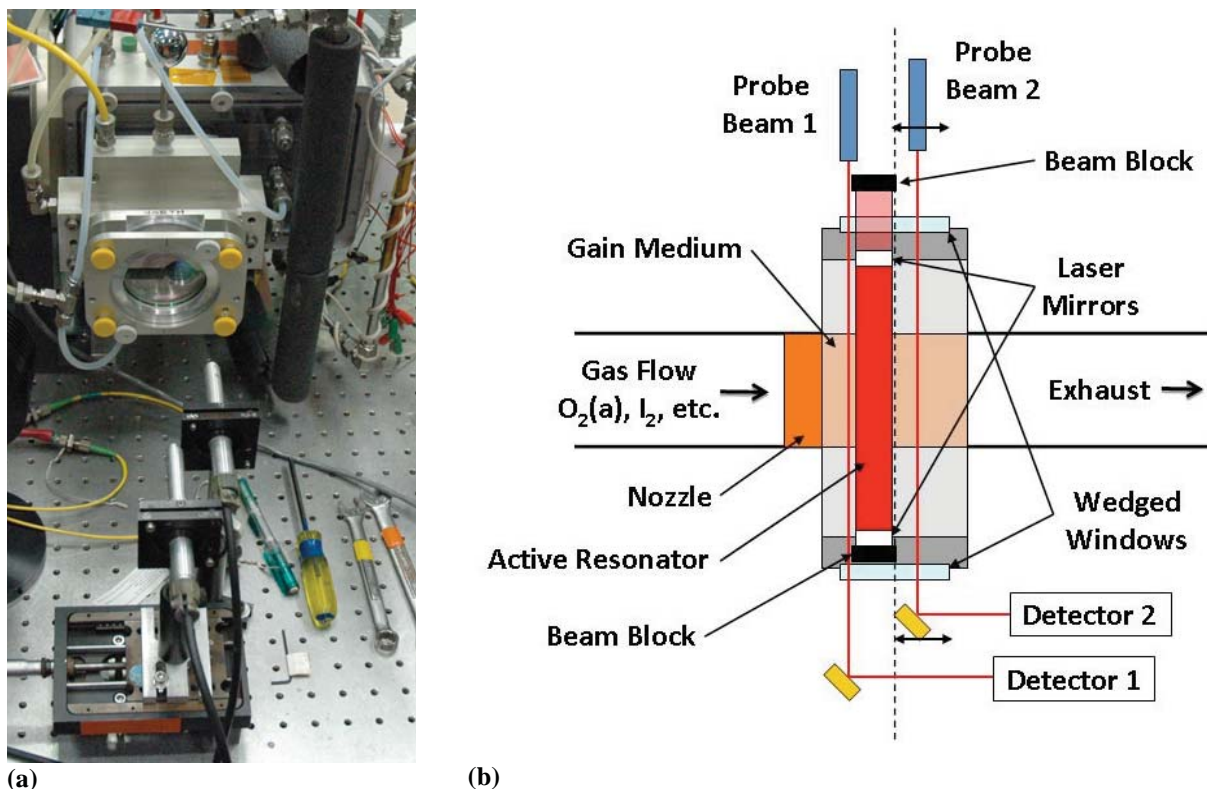 Probe
Beam 1
Probe
Beam 2
Beam Block
Gain Medium
Laser
Mirrors
Gas Flow
O₂(a), I₂, etc.
Exhaust
Nozzle
Wedged
Windows
Active Resonator
Beam Block
Detector 2
Detector 1
(a)
(b)